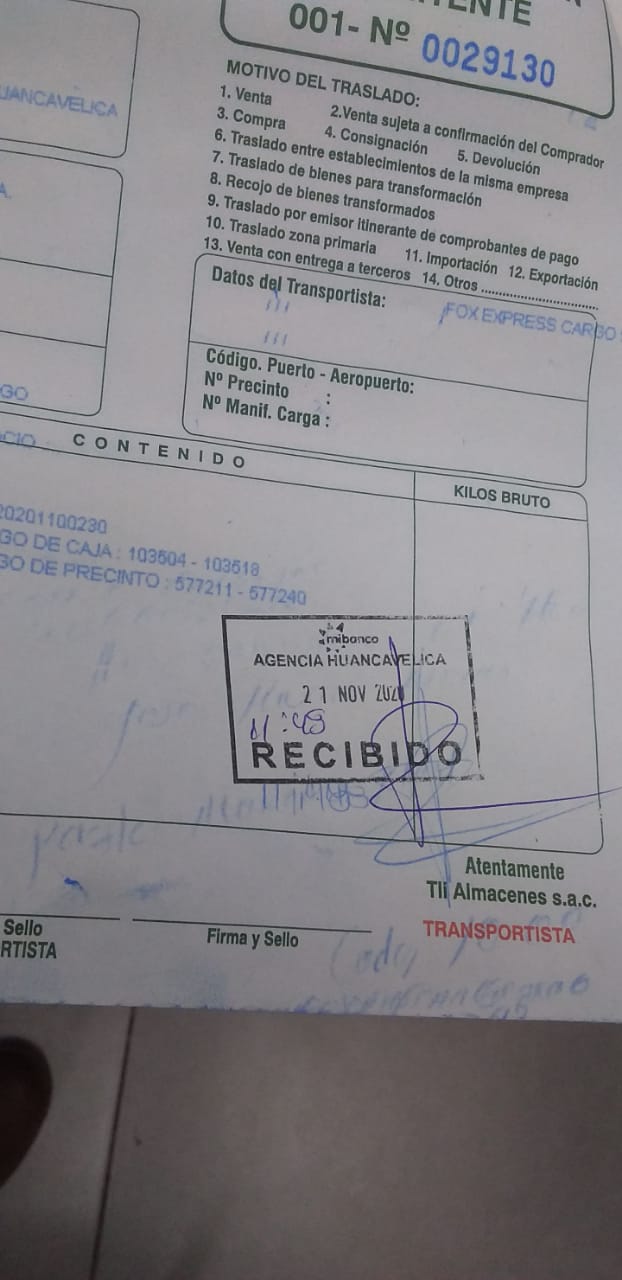 001- Nº 0029130
HUANCAVELICA
MOTIVO DEL TRASLADO:
1. Venta 2.Venta sujeta a confirmación del Comprador
3. Compra 4. Consignación 5. Devolución
6. Traslado entre establecimientos de la misma empresa
7. Traslado de bienes para transformación
8. Recojo de bienes transformados
9. Traslado por emisor itinerante de comprobantes de pago
10. Traslado zona primaria 11. Importación 12. Exportación
13. Venta con entrega a terceros 14. Otros ..............................
Datos del Transportista: FOX EXPRESS CARGO
Código. Puerto - Aeropuerto:
Nº Precinto :
Nº Manif. Carga :
CONTENIDO
KILOS BRUTO
20201100230
GO DE CAJA : 103504 - 103518
GO DE PRECINTO : 577211 - 577240
mibanco
AGENCIA HUANCAVELICA
21 NOV 2020
11:45
RECIBIDO
Atentamente
Tli Almacenes s.a.c.
Sello
RTISTA
Firma y Sello
TRANSPORTISTA